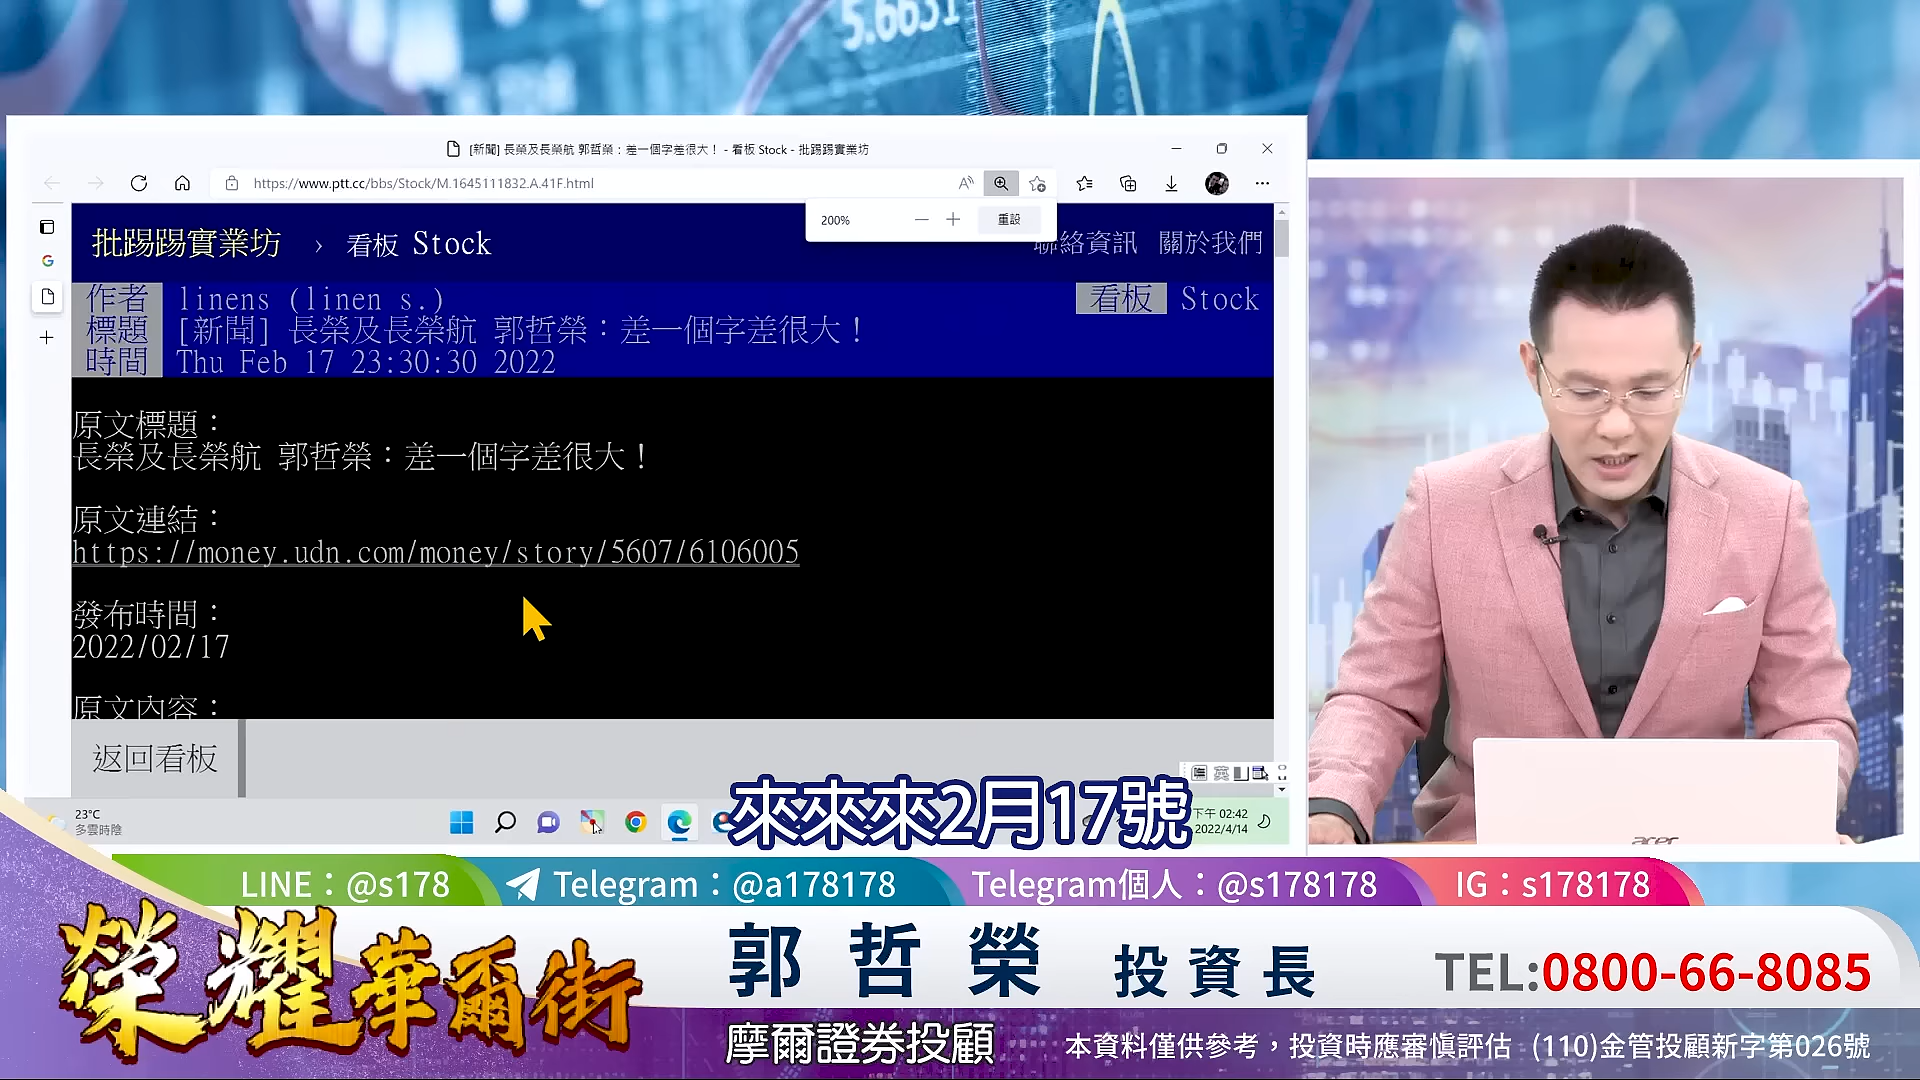 5.6631
[新聞] 長榮及長榮航 郭哲榮：差一個字差很大！ - 看板 Stock - 批踢踢實業坊
https://www.ptt.cc/bbs/Stock/M.1645111832.A.41F.html
200%
重設
批踢踢實業坊 › 看板 Stock
聯絡資訊 關於我們
作者 linens (linen s.)
看板 Stock
標題 [新聞] 長榮及長榮航 郭哲榮：差一個字差很大！
時間 Thu Feb 17 23:30:30 2022
原文標題：
長榮及長榮航 郭哲榮：差一個字差很大！
原文連結：
https://money.udn.com/money/story/5607/6106005
發布時間：
2022/02/17
原文內容：
返回看板
英
23°C
多雲時陰
下午 02:42
2022/4/14
來來來2月17號
acer
LINE：@s178
Telegram：@a178178
Telegram個人：@s178178
IG：s178178
榮耀華爾街
郭哲榮 投資長
TEL:0800-66-8085
摩爾證券投顧
本資料僅供參考，投資時應審慎評估 (110)金管投顧新字第026號